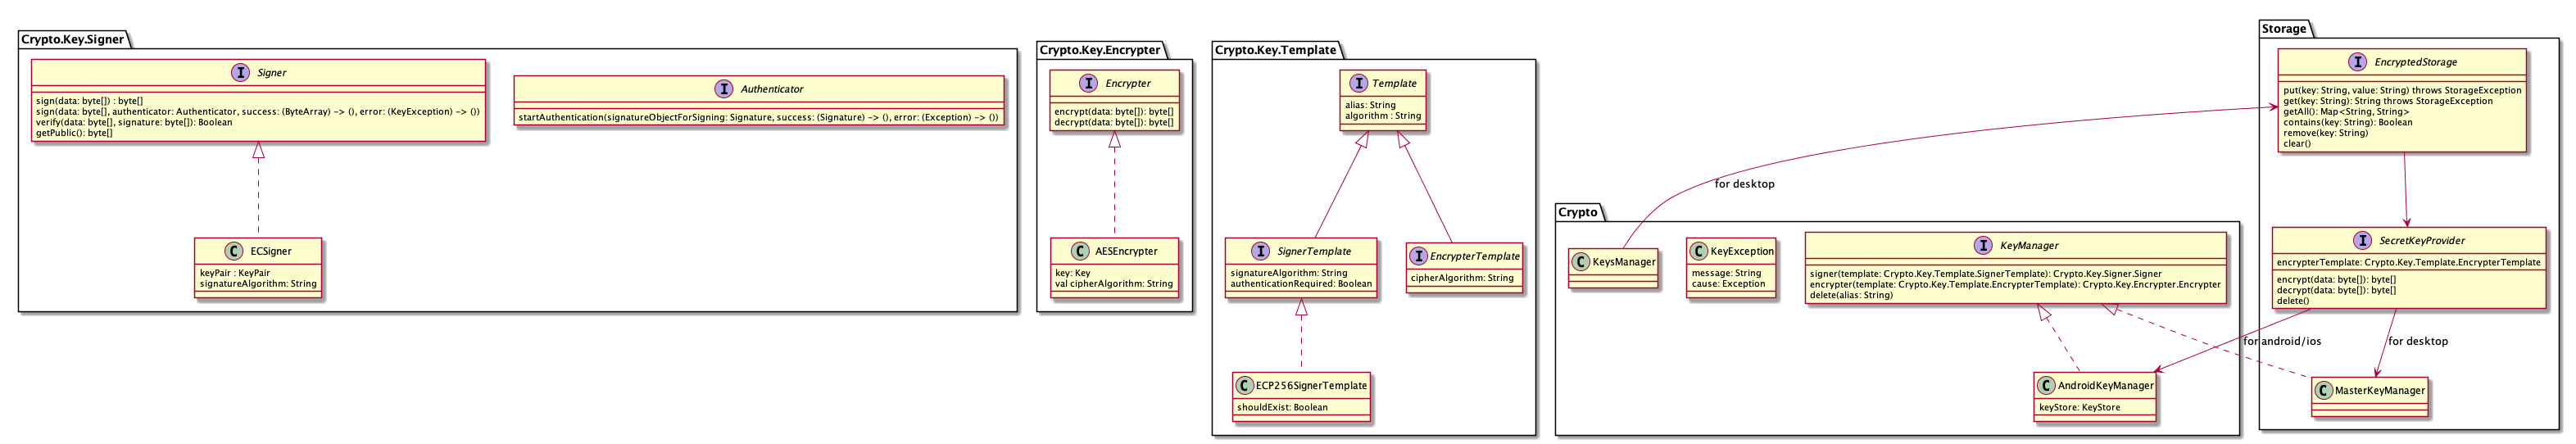 Crypto.Key.Signer
I Signer
sign(data: byte[]) : byte[]
sign(data: byte[], authenticator: Authenticator, success: (ByteArray) -> (), error: (KeyException) -> ())
verify(data: byte[], signature: byte[]): Boolean
getPublic(): byte[]
I Authenticator
startAuthentication(signatureObjectForSigning: Signature, success: (Signature) -> (), error: (Exception) -> ())
C ECSigner
keyPair : KeyPair
signatureAlgorithm: String
Crypto.Key.Encrypter
I Encrypter
encrypt(data: byte[]): byte[]
decrypt(data: byte[]): byte[]
C AESEncrypter
key: Key
val cipherAlgorithm: String
Crypto.Key.Template
I Template
alias: String
algorithm : String
I SignerTemplate
signatureAlgorithm: String
authenticationRequired: Boolean
I EncrypterTemplate
cipherAlgorithm: String
C ECP256SignerTemplate
shouldExist: Boolean
Crypto
C KeysManager
C KeyException
message: String
cause: Exception
I KeyManager
signer(template: Crypto.Key.Template.SignerTemplate): Crypto.Key.Signer.Signer
encrypter(template: Crypto.Key.Template.EncrypterTemplate): Crypto.Key.Encrypter.Encrypter
delete(alias: String)
C AndroidKeyManager
keyStore: KeyStore
Storage
I EncryptedStorage
put(key: String, value: String) throws StorageException
get(key: String): String throws StorageException
getAll(): Map<String, String>
contains(key: String): Boolean
remove(key: String)
clear()
for desktop
I SecretKeyProvider
encrypterTemplate: Crypto.Key.Template.EncrypterTemplate
encrypt(data: byte[]): byte[]
decrypt(data: byte[]): byte[]
delete()
for android/ios
for desktop
C MasterKeyManager